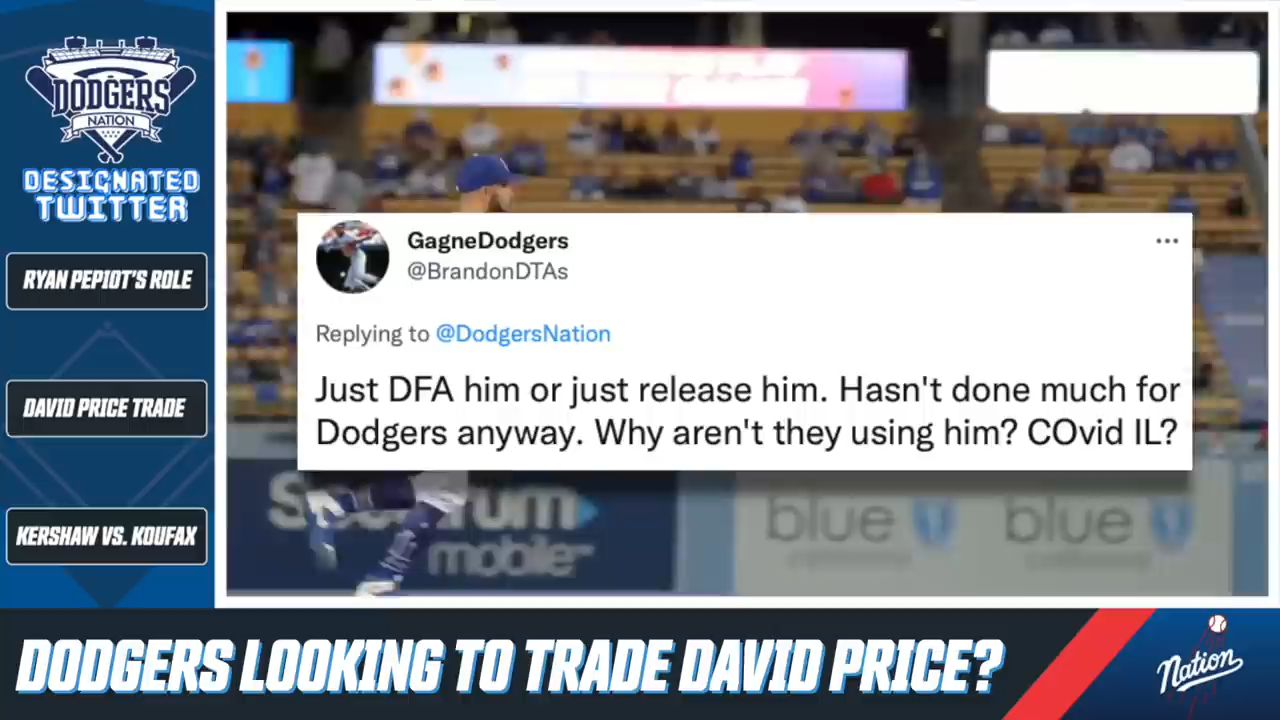 DODGERS
NATION
DESIGNATED
TWITTER
RYAN PEPIOT'S ROLE
DAVID PRICE TRADE
KERSHAW VS. KOUFAX
GagneDodgers
@BrandonDTAs
Replying to @DodgersNation
Just DFA him or just release him. Hasn't done much for
Dodgers anyway. Why aren't they using him? COvid IL?
Spectrum
mobile
blue
blue
DODGERS LOOKING TO TRADE DAVID PRICE?
Nation